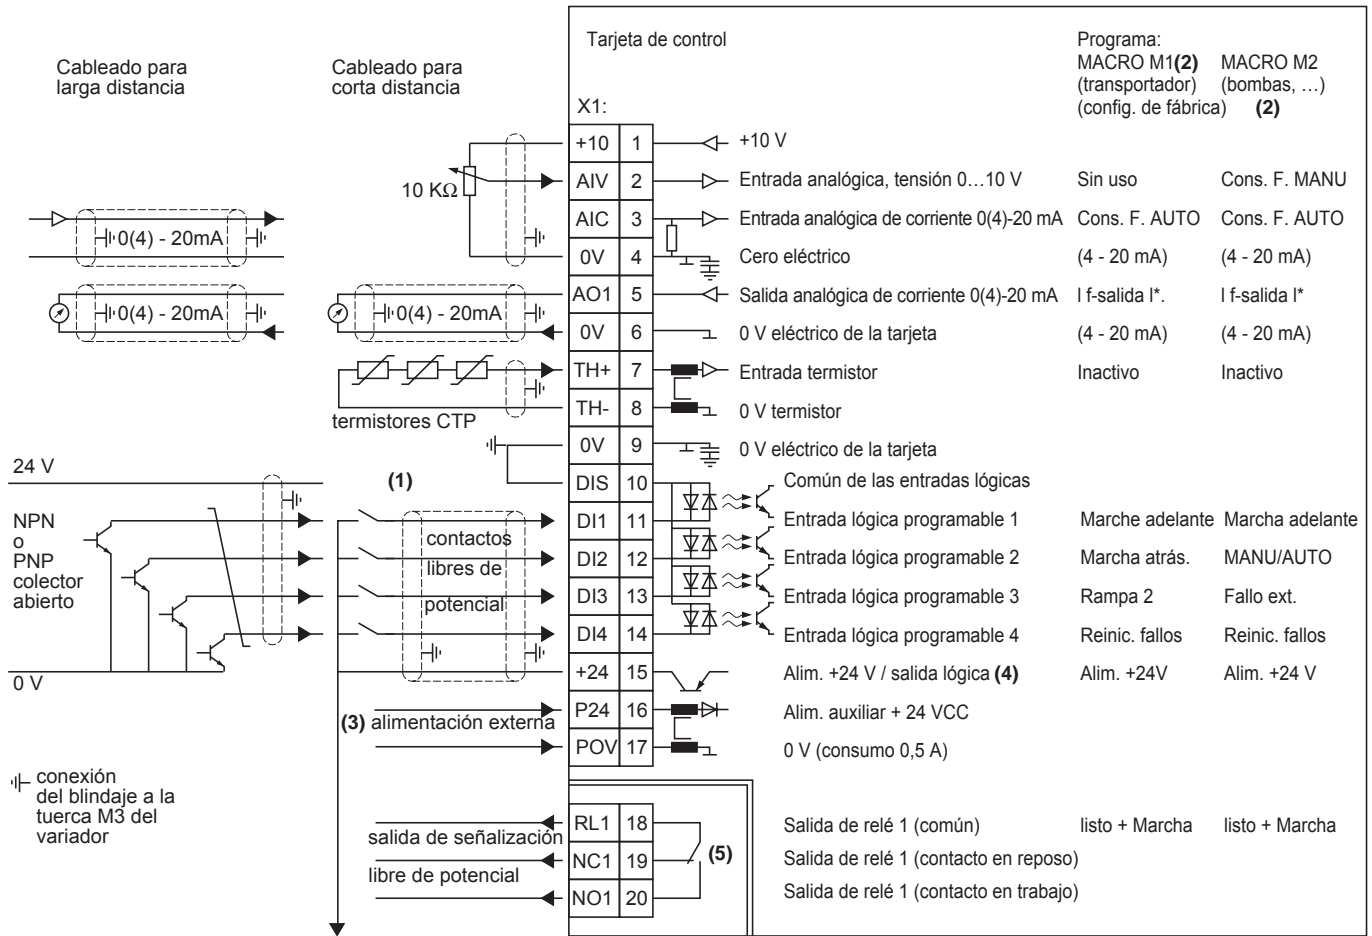 Tarjeta de control
Programa:
MACRO M1(2) MACRO M2
(transportador) (bombas, …)
(config. de fábrica) (2)
Cableado para
larga distancia
Cableado para
corta distancia
X1:
+10 1 +10 V
10 KΩ
AIV 2 Entrada analógica, tensión 0…10 V Sin uso Cons. F. MANU
AIC 3 Entrada analógica de corriente 0(4)-20 mA Cons. F. AUTO Cons. F. AUTO
0(4) - 20mA
0V 4 Cero eléctrico (4 - 20 mA) (4 - 20 mA)
AO1 5 Salida analógica de corriente 0(4)-20 mA I f-salida I*. I f-salida I*
0(4) - 20mA 0(4) - 20mA
0V 6 0 V eléctrico de la tarjeta (4 - 20 mA) (4 - 20 mA)
TH+ 7 Entrada termistor Inactivo Inactivo
TH- 8 0 V termistor
termistores CTP
0V 9 0 V eléctrico de la tarjeta
24 V
(1)
DIS 10 Común de las entradas lógicas
NPN
o
PNP
colector
abierto
contactos
libres de
potencial
DI1 11 Entrada lógica programable 1 Marche adelante Marcha adelante
DI2 12 Entrada lógica programable 2 Marcha atrás. MANU/AUTO
DI3 13 Entrada lógica programable 3 Rampa 2 Fallo ext.
DI4 14 Entrada lógica programable 4 Reinic. fallos Reinic. fallos
0 V
+24 15 Alim. +24 V / salida lógica (4) Alim. +24V Alim. +24 V
(3) alimentación externa
P24 16 Alim. auxiliar + 24 VCC
POV 17 0 V (consumo 0,5 A)
conexión
del blindaje a la
tuerca M3 del
variador
salida de señalización
libre de potencial
RL1 18 Salida de relé 1 (común) listo + Marcha listo + Marcha
NC1 19 (5) Salida de relé 1 (contacto en reposo)
NO1 20 Salida de relé 1 (contacto en trabajo)